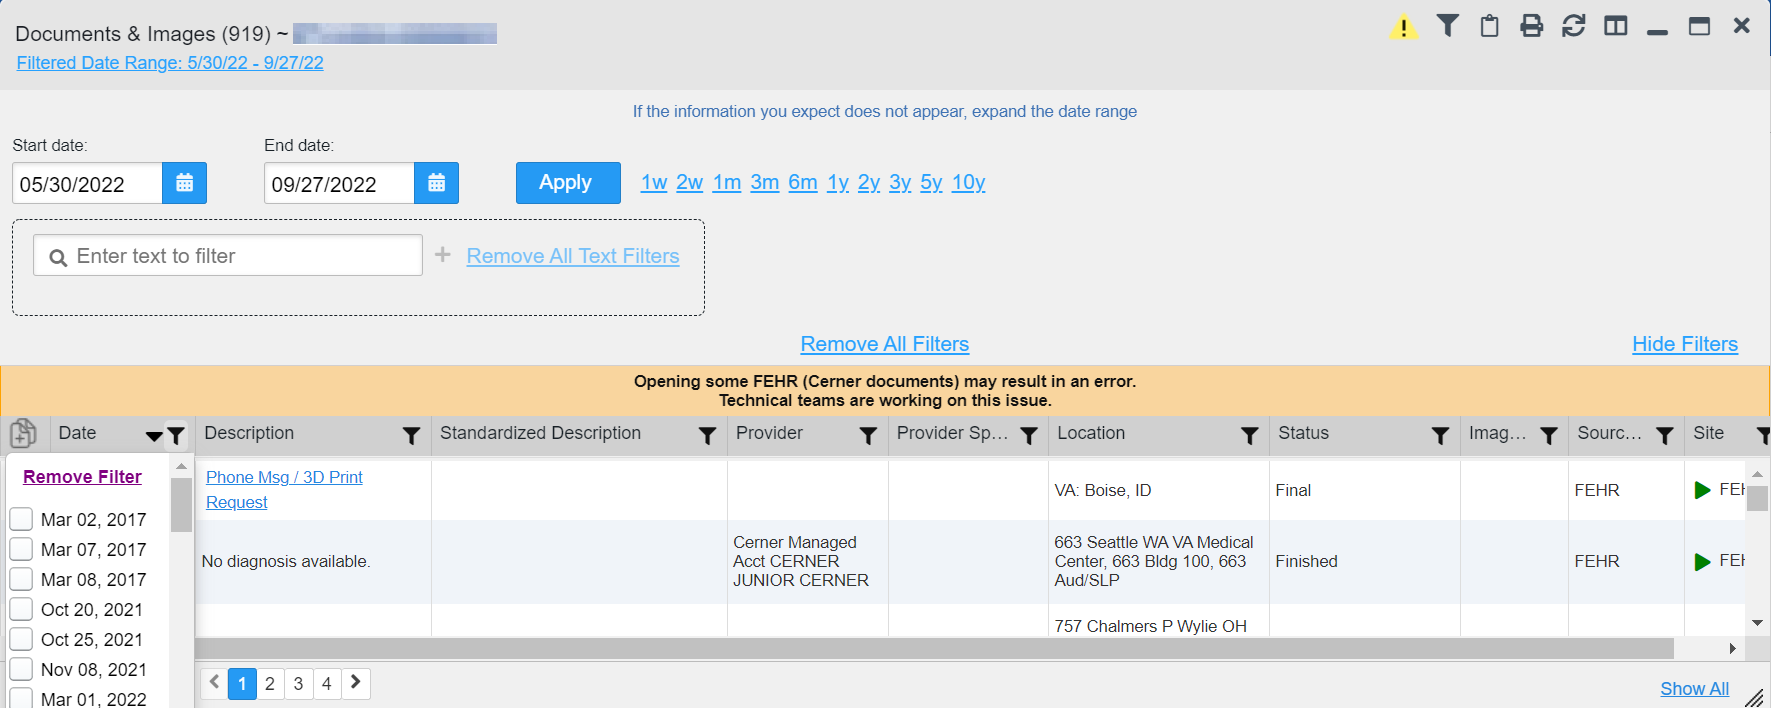 Documents & Images (919) ~
Filtered Date Range: 5/30/22 - 9/27/22
If the information you expect does not appear, expand the date range
Start date:
End date:
05/30/2022
09/27/2022
Apply
1w 2w 1m 3m 6m 1y 2y 3y 5y 10y
Enter text to filter
+ Remove All Text Filters
Remove All Filters
Hide Filters
Opening some FEHR (Cerner documents) may result in an error.
Technical teams are working on this issue.
Date Description Standardized Description Provider Provider Sp... Location Status Imag... Sourc... Site
Remove Filter
Mar 02, 2017
Mar 07, 2017
Mar 08, 2017
Oct 20, 2021
Oct 25, 2021
Nov 08, 2021
Mar 01, 2022
Phone Msg / 3D Print
Request
VA: Boise, ID
Final
FEHR
FEH
No diagnosis available.
Cerner Managed
Acct CERNER
JUNIOR CERNER
663 Seattle WA VA Medical
Center, 663 Bldg 100, 663
Aud/SLP
Finished
FEHR
FEH
757 Chalmers P Wylie OH
< 1 2 3 4 >
Show All